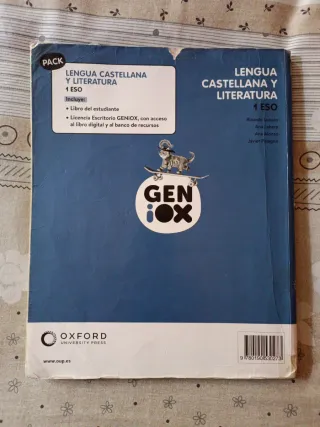 PACK
LENGUA CASTELLANA
Y LITERATURA
1 ESO
Incluye:
• Libro del estudiante
• Licencia Escritorio GENiOX, con acceso
al libro digital y al banco de recursos
LENGUA
CASTELLANA Y
LITERATURA
1 ESO
GEN
iOX
OXFORD
UNIVERSITY PRESS
www.oup.es